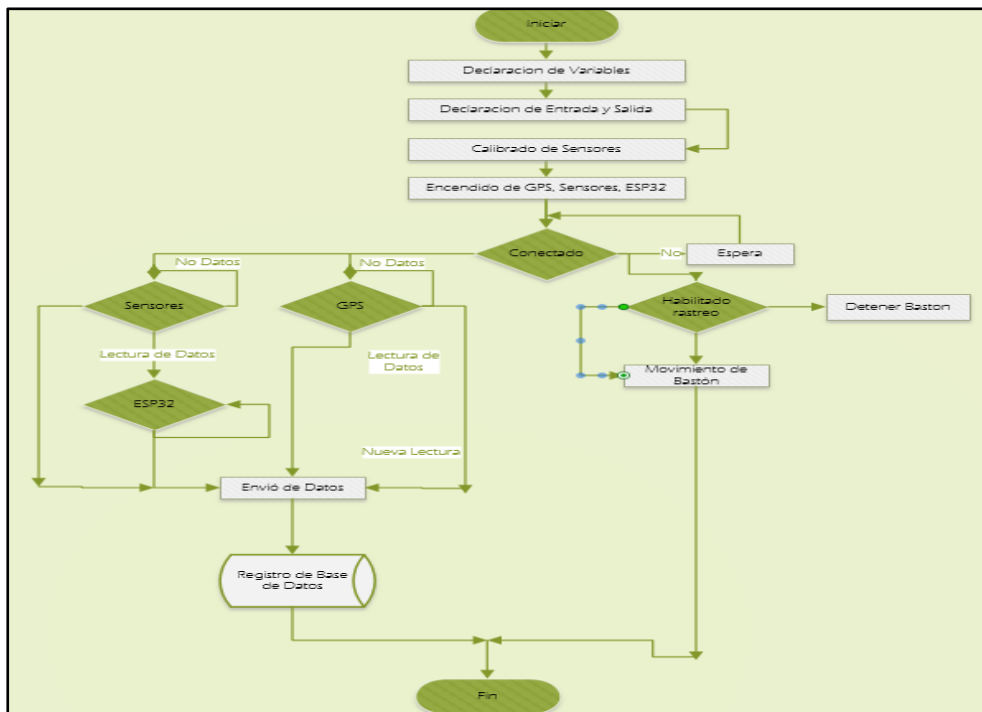 Iniciar
Declaracion de Variables
Declaracion de Entrada y Salida
Calibrado de Sensores
Encendido de GPS, Sensores, ESP32
Conectado
No
Espera
No Datos
No Datos
Sensores
GPS
Habilitado
rastreo
Detener Baston
Lectura de Datos
Lectura de
Datos
Movimiento de
Bastón
ESP32
Nueva Lectura
Envió de Datos
Registro de Base
de Datos
Fin